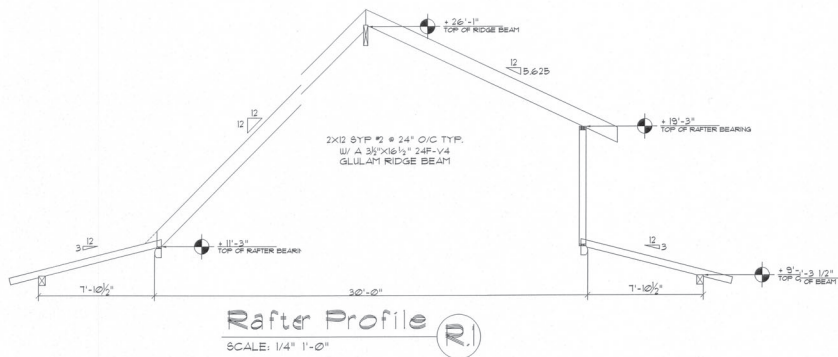 + 26'-1"
TOP OF RIDGE BEAM
12
5.625
12
12
+ 19'-3"
TOP OF RAFTER BEARING
2X12 SYP #2 @ 24" O/C TYP.
W/ A 3½"X16½" 24F-V4
GLULAM RIDGE BEAM
12
3
+ 11'-3"
TOP OF RAFTER BEARI
12
3
+ 9'-
'-3 1/2"
TOP
OF BEAM
7'-10½"
30'-0"
7'-10½"
Rafter Profile
R.1
SCALE: 1/4" 1'-0"